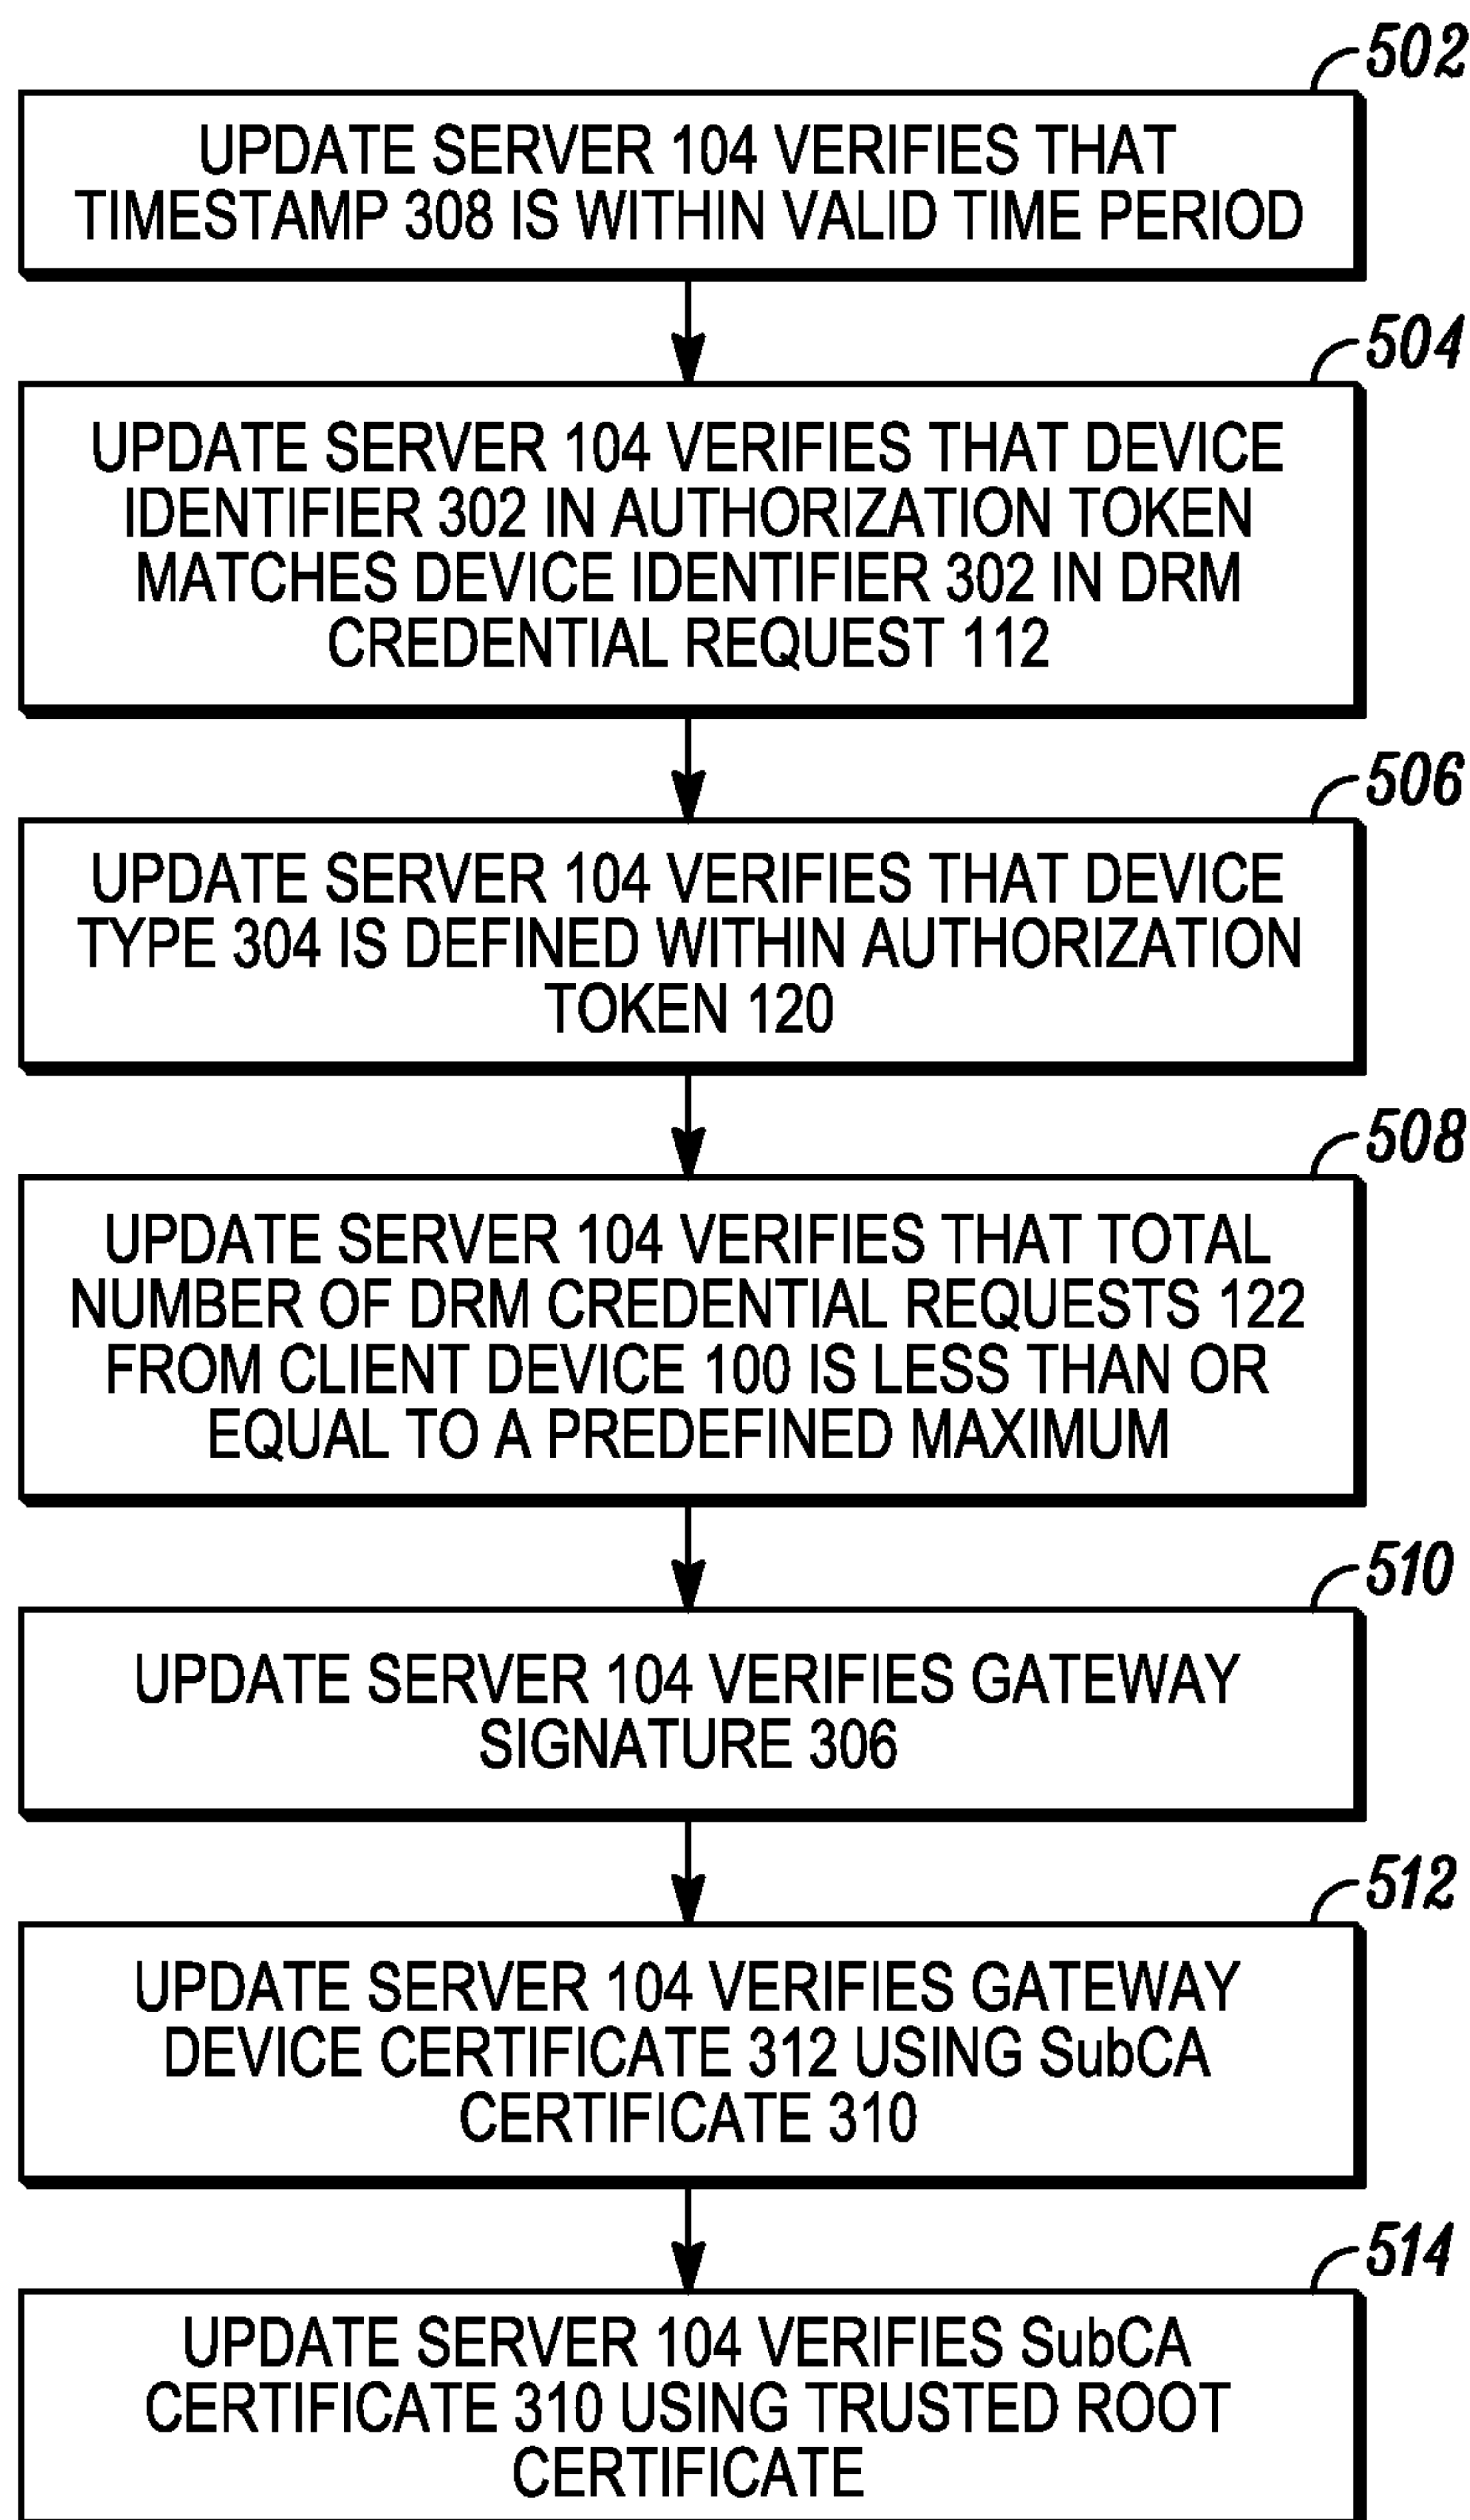 502
UPDATE SERVER 104 VERIFIES THAT
TIMESTAMP 308 IS WITHIN VALID TIME PERIOD
504
UPDATE SERVER 104 VERIFIES THAT DEVICE
IDENTIFIER 302 IN AUTHORIZATION TOKEN
MATCHES DEVICE IDENTIFIER 302 IN DRM
CREDENTIAL REQUEST 112
506
UPDATE SERVER 104 VERIFIES THAT DEVICE
TYPE 304 IS DEFINED WITHIN AUTHORIZATION
TOKEN 120
508
UPDATE SERVER 104 VERIFIES THAT TOTAL
NUMBER OF DRM CREDENTIAL REQUESTS 122
FROM CLIENT DEVICE 100 IS LESS THAN OR
EQUAL TO A PREDEFINED MAXIMUM
510
UPDATE SERVER 104 VERIFIES GATEWAY
SIGNATURE 306
512
UPDATE SERVER 104 VERIFIES GATEWAY
DEVICE CERTIFICATE 312 USING SubCA
CERTIFICATE 310
514
UPDATE SERVER 104 VERIFIES SubCA
CERTIFICATE 310 USING TRUSTED ROOT
CERTIFICATE